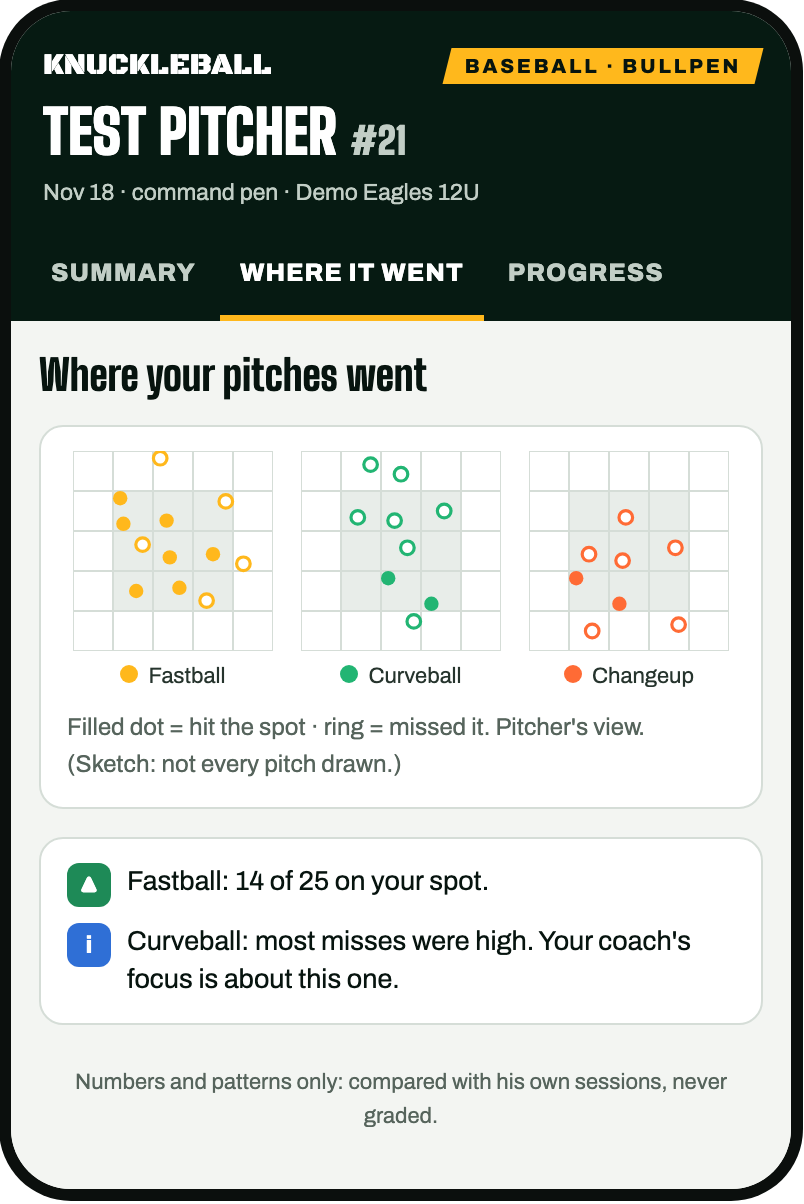 KNUCKLEBALL
BASEBALL · BULLPEN
TEST PITCHER #21
Nov 18 · command pen · Demo Eagles 12U
SUMMARY WHERE IT WENT PROGRESS
Where your pitches went
Fastball Curveball Changeup
Filled dot = hit the spot · ring = missed it. Pitcher's view.
(Sketch: not every pitch drawn.)
Fastball: 14 of 25 on your spot.
i Curveball: most misses were high. Your coach's
focus is about this one.
Numbers and patterns only: compared with his own sessions, never
graded.